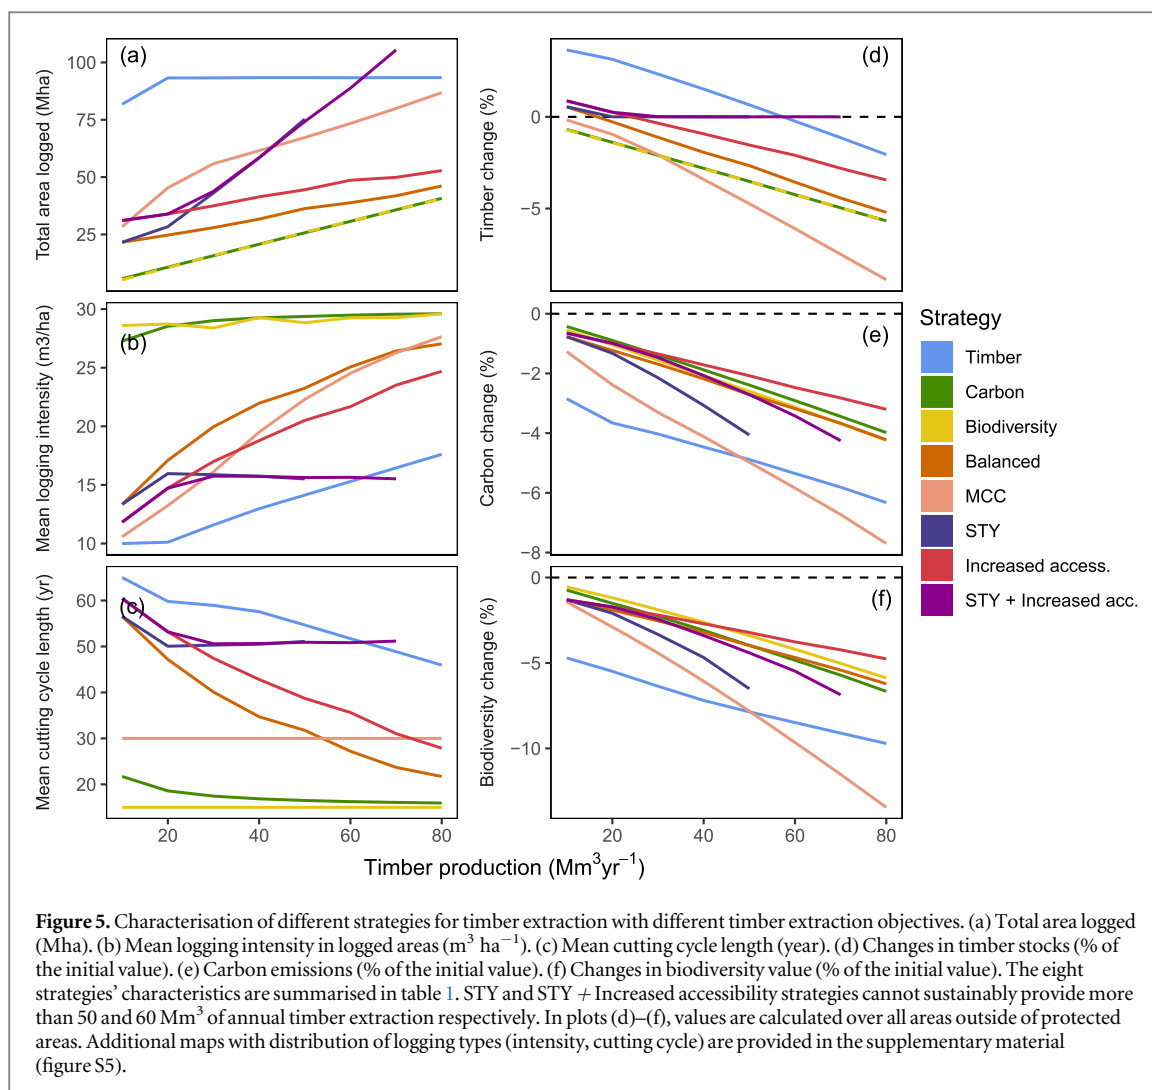 (a)
Total area logged (Mha)
100
75
50
25
(d)
Timber change (%)
0
−5
(b)
Mean logging intensity (m3/ha)
30
25
20
15
10
(e)
Carbon change (%)
0
−2
−4
−6
−8
(c)
Mean cutting cycle length (yr)
60
50
40
30
20
20
40
60
80
(f)
Biodiversity change (%)
0
−5
−10
20
40
60
80
Timber production (Mm³yr⁻¹)
Strategy
Timber
Carbon
Biodiversity
Balanced
MCC
STY
Increased access.
STY + Increased acc.
Figure 5. Characterisation of different strategies for timber extraction with different timber extraction objectives. (a) Total area logged
(Mha). (b) Mean logging intensity in logged areas (m³ ha⁻¹). (c) Mean cutting cycle length (year). (d) Changes in timber stocks (% of
the initial value). (e) Carbon emissions (% of the initial value). (f) Changes in biodiversity value (% of the initial value). The eight
strategies' characteristics are summarised in table 1. STY and STY + Increased accessibility strategies cannot sustainably provide more
than 50 and 60 Mm³ of annual timber extraction respectively. In plots (d)–(f), values are calculated over all areas outside of protected
areas. Additional maps with distribution of logging types (intensity, cutting cycle) are provided in the supplementary material
(figure S5).